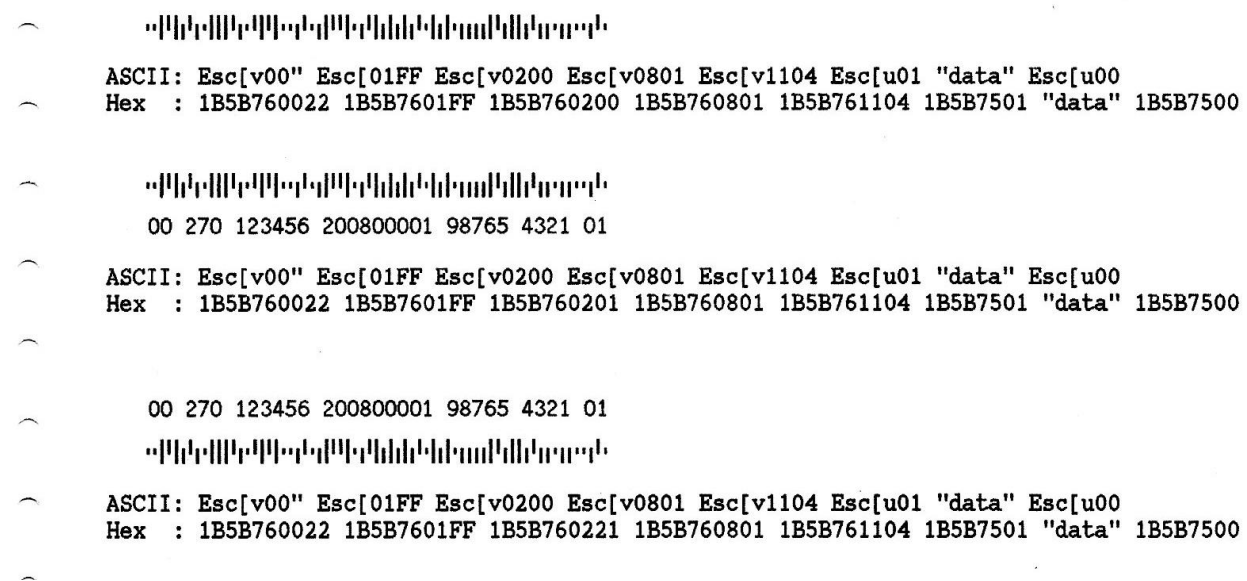 ASCII: Esc[v00" Esc[01FF Esc[v0200 Esc[v0801 Esc[v1104 Esc[u01 "data" Esc[u00
Hex  : 1B5B760022 1B5B7601FF 1B5B760200 1B5B760801 1B5B761104 1B5B7501 "data" 1B5B7500
00 270 123456 200800001 98765 4321 01
ASCII: Esc[v00" Esc[01FF Esc[v0200 Esc[v0801 Esc[v1104 Esc[u01 "data" Esc[u00
Hex  : 1B5B760022 1B5B7601FF 1B5B760201 1B5B760801 1B5B761104 1B5B7501 "data" 1B5B7500
00 270 123456 200800001 98765 4321 01
ASCII: Esc[v00" Esc[01FF Esc[v0200 Esc[v0801 Esc[v1104 Esc[u01 "data" Esc[u00
Hex  : 1B5B760022 1B5B7601FF 1B5B760221 1B5B760801 1B5B761104 1B5B7501 "data" 1B5B7500